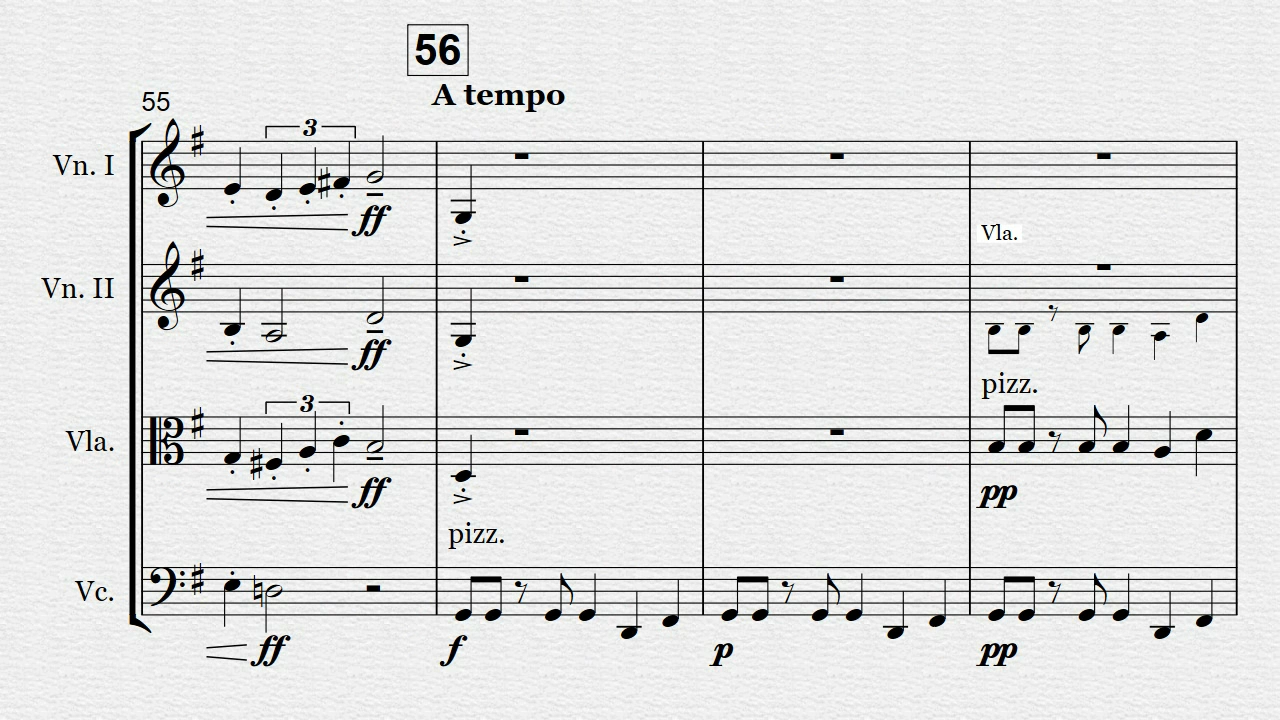 56
A tempo
55
3
Vn. I
ff
Vla.
Vn. II
ff
pizz.
3
Vla.
ff
pp
pizz.
Vc.
ff
f
p
pp